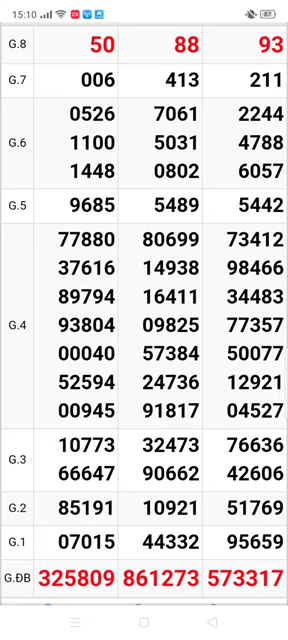 15:10 87
G.8 50 88 93
G.7 006 413 211
0526 7061 2244
G.6 1100 5031 4788
1448 0802 6057
G.5 9685 5489 5442
77880 80699 73412
37616 14938 98466
89794 16411 34483
G.4 93804 09825 77357
00040 57384 50077
52594 24736 12921
00945 91817 04527
G.3 10773 32473 76636
66647 90662 42606
G.2 85191 10921 51769
G.1 07015 44332 95659
G.ĐB 325809 861273 573317